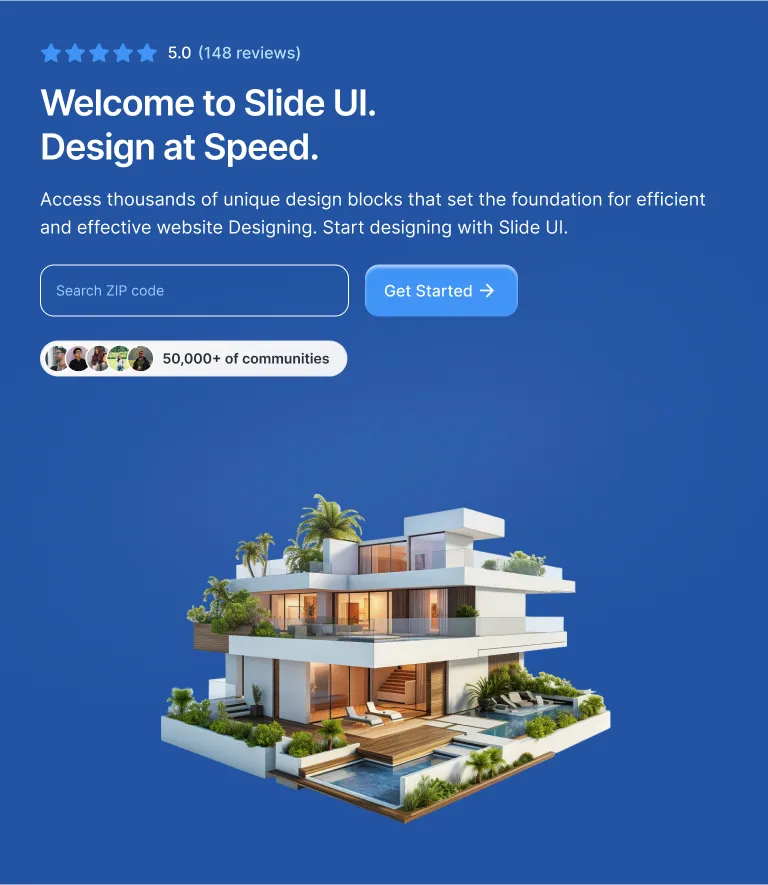 5.0 (148 reviews)
Welcome to Slide UI.
Design at Speed.
Access thousands of unique design blocks that set the foundation for efficient
and effective website Designing. Start designing with Slide UI.
Search ZIP code
Get Started
50,000+ of communities